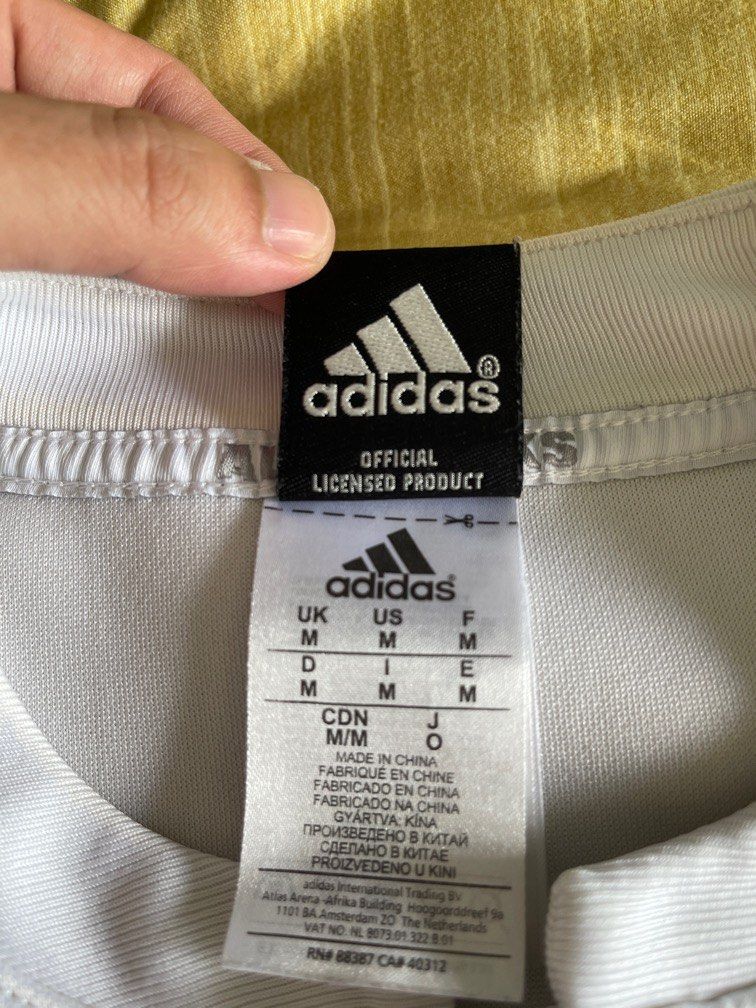 adidas®
OFFICIAL
LICENSED PRODUCT
adidas
UK US F
M M M
D I E
M M M
CDN J
M/M O
MADE IN CHINA
FABRIQUÉ EN CHINE
FABRICADO EN CHINA
FABRICADO NA CHINA
GYÁRTVA: KÍNA
ПРОИЗВЕДЕНО В КИТАЙ
СДЕЛАНО В КИТАЕ
PROIZVEDENO U KINI
adidas International Trading BV
Atlas Arena -Afrika Building Hoogoorddreef 9a
1101 BA Amsterdam ZO The Netherlands
VAT NO. NL 8073.01.322.B.01
RN# 88387 CA# 40312